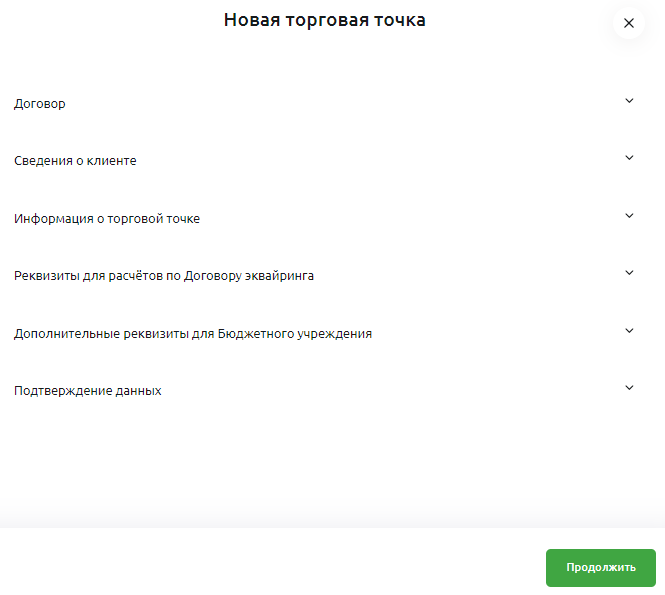 Новая торговая точка
Договор
Сведения о клиенте
Информация о торговой точке
Реквизиты для расчётов по Договору эквайринга
Дополнительные реквизиты для Бюджетного учреждения
Подтверждение данных
Продолжить